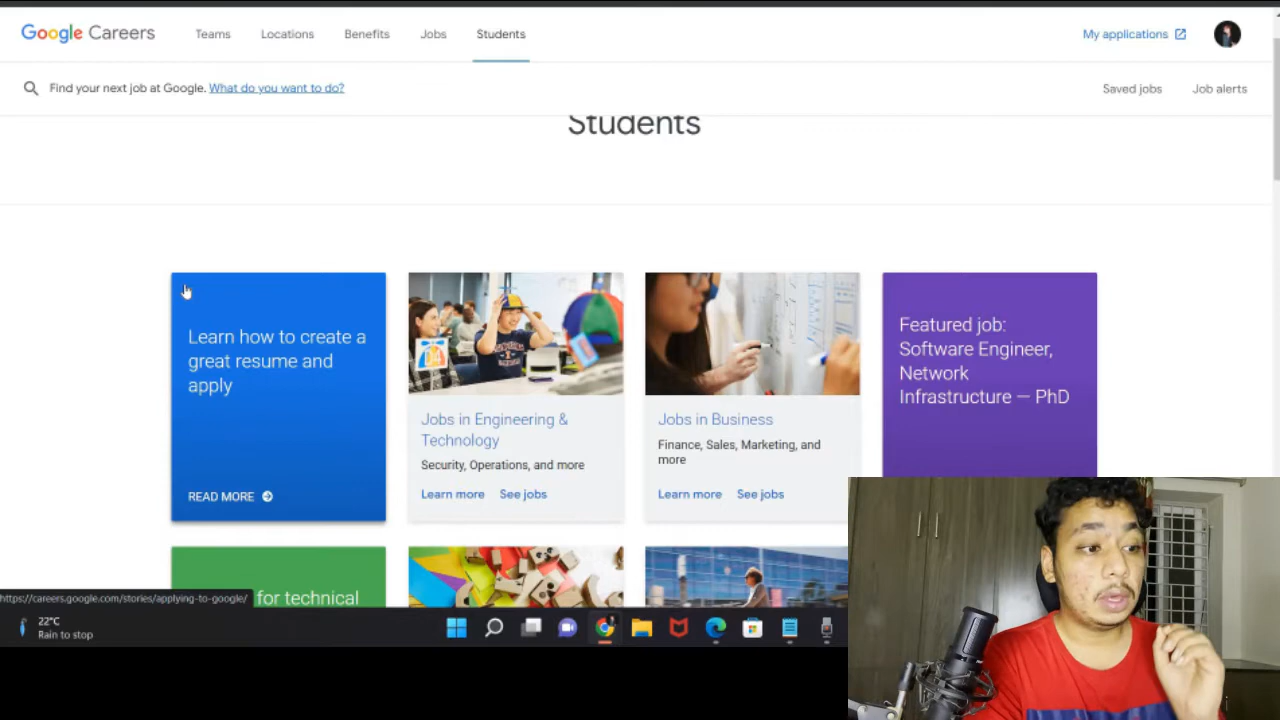 Google Careers
Teams
Locations
Benefits
Jobs
Students
My applications
Find your next job at Google. What do you want to do?
Saved jobs
Job alerts
Students
Learn how to create a
great resume and
apply
READ MORE
Jobs in Engineering &
Technology
Security, Operations, and more
Learn more
See jobs
Jobs in Business
Finance, Sales, Marketing, and
more
Learn more
See jobs
Featured job:
Software Engineer,
Network
Infrastructure — PhD
for technical
https://careers.google.com/stories/applying-to-google/
22°C
Rain to stop